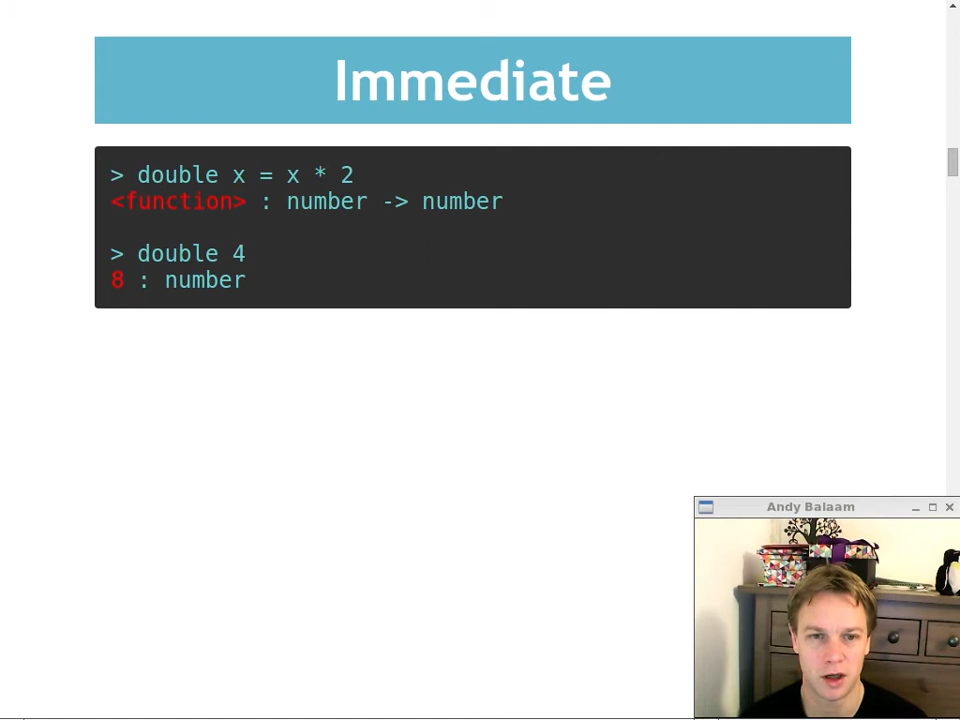 Immediate
> double x = x * 2
<function> : number -> number
> double 4
8 : number
Andy Balaam